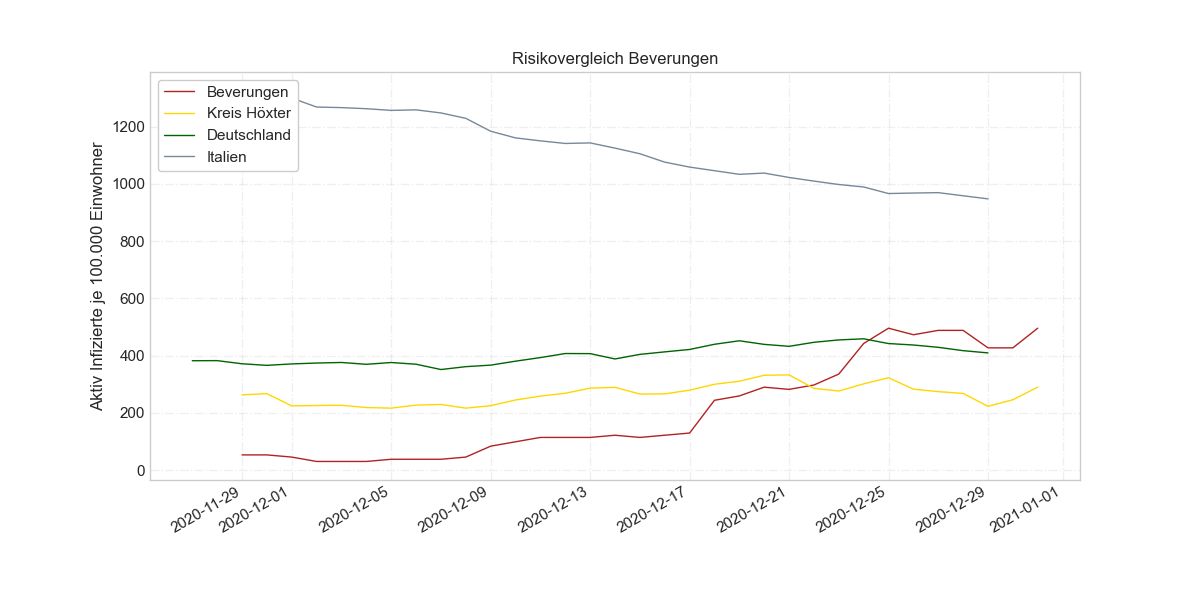 Risikovergleich Beverungen
Beverungen
Kreis Höxter
Deutschland
Italien
Aktiv Infizierte je 100.000 Einwohner
1200
1000
800
600
400
200
0
2020-11-29
2020-12-01
2020-12-05
2020-12-09
2020-12-13
2020-12-17
2020-12-21
2020-12-25
2020-12-29
2021-01-01